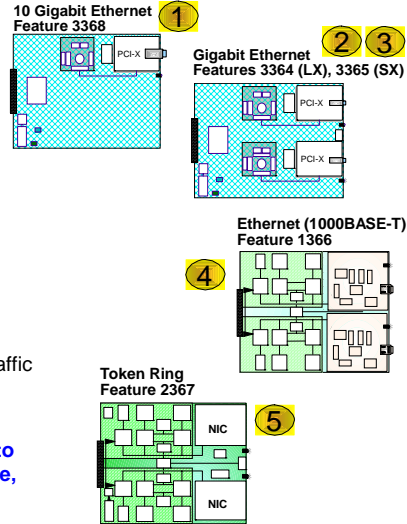 10 Gigabit Ethernet
Feature 3368
1
PCI-X
2 3
Gigabit Ethernet
Features 3364 (LX), 3365 (SX)
PCI-X
PCI-X
Ethernet (1000BASE-T)
Feature 1366
4
Token Ring
Feature 2367
5
NIC
NIC